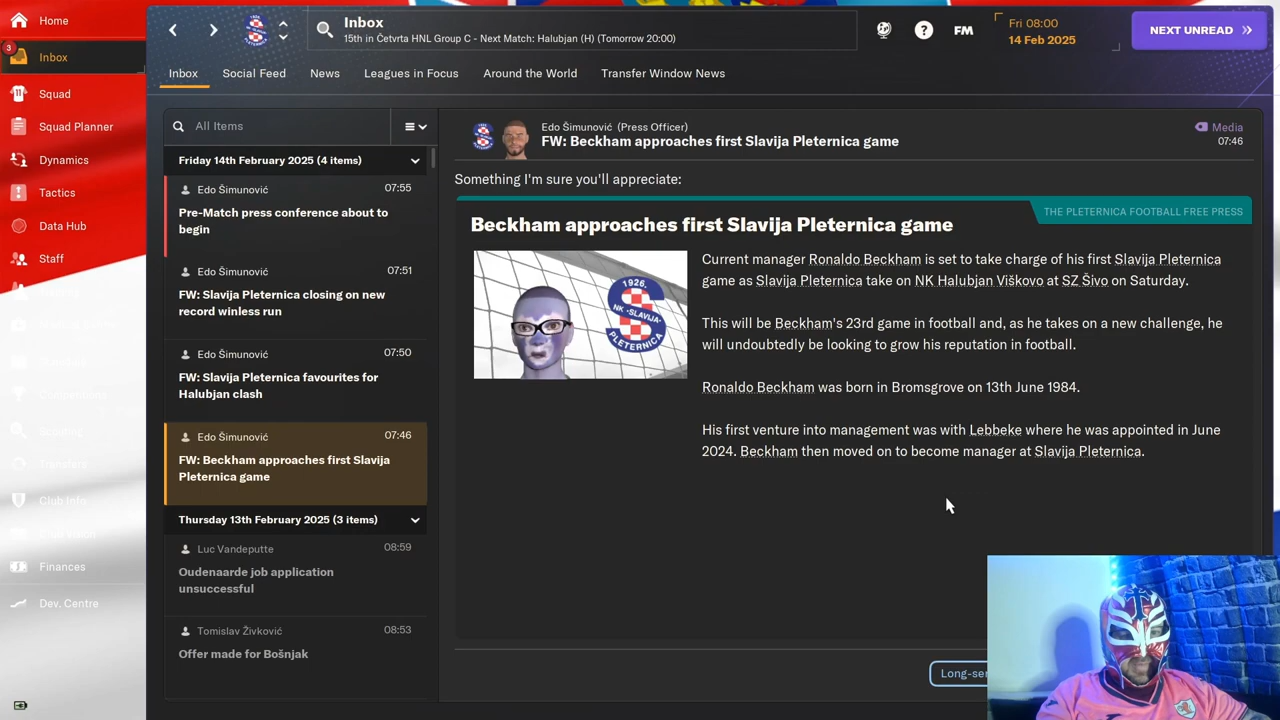 Home
Inbox
15th in Četvrta HNL Group C - Next Match: Halubjan (H) (Tomorrow 20:00)
FM
Fri 08:00
14 Feb 2025
NEXT UNREAD
3
Inbox
Squad
Squad Planner
Dynamics
Tactics
Data Hub
Staff
Transfers
Club Info
Club Vision
Finances
Dev. Centre
Inbox
Social Feed
News
Leagues in Focus
Around the World
Transfer Window News
All Items
Friday 14th February 2025 (4 items)
Edo Šimunović
07:55
Pre-Match press conference about to
begin
Edo Šimunović
07:51
FW: Slavija Pleternica closing on new
record winless run
Edo Šimunović
07:50
FW: Slavija Pleternica favourites for
Halubjan clash
Edo Šimunović
07:46
FW: Beckham approaches first Slavija
Pleternica game
Thursday 13th February 2025 (3 items)
Luc Vandeputte
08:59
Oudenaarde job application
unsuccessful
Tomislav Živković
08:53
Offer made for Bošnjak
Edo Šimunović (Press Officer)
FW: Beckham approaches first Slavija Pleternica game
Media
07:46
Something I'm sure you'll appreciate:
THE PLETERNICA FOOTBALL FREE PRESS
Beckham approaches first Slavija Pleternica game
1926.
NK SLAVIJA
PLETERNICA
Current manager Ronaldo Beckham is set to take charge of his first Slavija Pleternica
game as Slavija Pleternica take on NK Halubjan Viškovo at SZ Šivo on Saturday.
This will be Beckham's 23rd game in football and, as he takes on a new challenge, he
will undoubtedly be looking to grow his reputation in football.
Ronaldo Beckham was born in Bromsgrove on 13th June 1984.
His first venture into management was with Lebbeke where he was appointed in June
2024. Beckham then moved on to become manager at Slavija Pleternica.
Long-ser